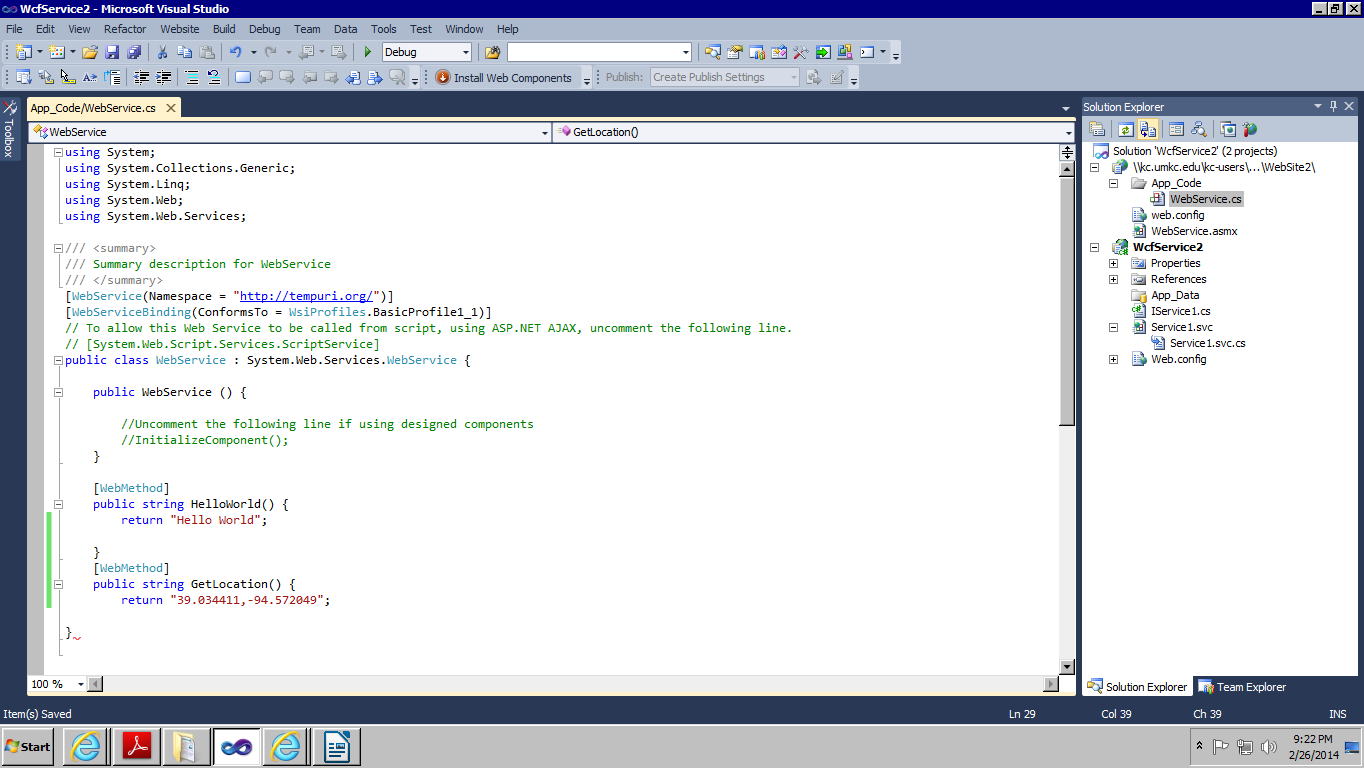 WcfService2 - Microsoft Visual Studio
File Edit View Refactor Website Build Debug Team Data Tools Test Window Help
Debug
Install Web Components Publish: Create Publish Settings
Toolbox
App_Code/WebService.cs
WebService GetLocation()
using System;
using System.Collections.Generic;
using System.Linq;
using System.Web;
using System.Web.Services;
/// <summary>
/// Summary description for WebService
/// </summary>
[WebService(Namespace = "http://tempuri.org/")]
[WebServiceBinding(ConformsTo = WsiProfiles.BasicProfile1_1)]
// To allow this Web Service to be called from script, using ASP.NET AJAX, uncomment the following line.
// [System.Web.Script.Services.ScriptService]
public class WebService : System.Web.Services.WebService {
public WebService () {
//Uncomment the following line if using designed components
//InitializeComponent();
}
[WebMethod]
public string HelloWorld() {
return "Hello World";
}
[WebMethod]
public string GetLocation() {
return "39.034411,-94.572049";
}
100 %
Solution Explorer
Solution 'WcfService2' (2 projects)
\\kc.umkc.edu\kc-users\...\WebSite2\
App_Code
WebService.cs
web.config
WebService.asmx
WcfService2
Properties
References
App_Data
IService1.cs
Service1.svc
Service1.svc.cs
Web.config
Solution Explorer Team Explorer
Item(s) Saved Ln 29 Col 39 Ch 39 INS
Start
9:22 PM
2/26/2014